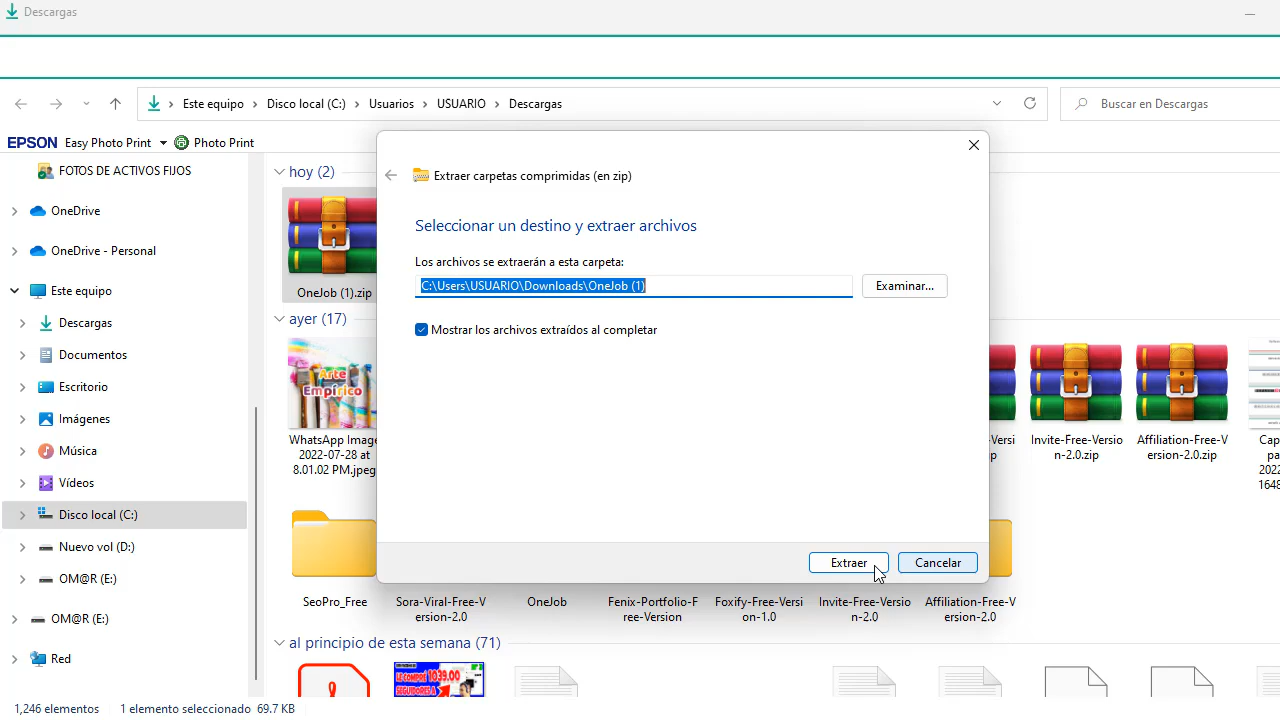 Descargas
Este equipo > Disco local (C:) > Usuarios > USUARIO > Descargas
Buscar en Descargas
EPSON Easy Photo Print Photo Print
FOTOS DE ACTIVOS FIJOS
OneDrive
OneDrive - Personal
Este equipo
Descargas
Documentos
Escritorio
Imágenes
Música
Vídeos
Disco local (C:)
Nuevo vol (D:)
OM@R (E:)
OM@R (E:)
Red
hoy (2)
OneJob (1).zip
ayer (17)
Arte
Empírico
WhatsApp Image
2022-07-28 at
8.01.02 PM.jpeg
Invite-Free-Versio
n-2.0.zip
Affiliation-Free-V
ersion-2.0.zip
SeoPro_Free
Sora-Viral-Free-V
ersion-2.0
OneJob
Fenix-Portfolio-F
ree-Version
Foxify-Free-Versi
on-1.0
Invite-Free-Versio
n-2.0
Affiliation-Free-V
ersion-2.0
al principio de esta semana (71)
LE COMPRÉ 1039.00
SEGUIDORES A
Extraer carpetas comprimidas (en zip)
Seleccionar un destino y extraer archivos
Los archivos se extraerán a esta carpeta:
C:\Users\USUARIO\Downloads\OneJob (1)
Examinar...
Mostrar los archivos extraídos al completar
Extraer
Cancelar
1,246 elementos
1 elemento seleccionado 69.7 KB